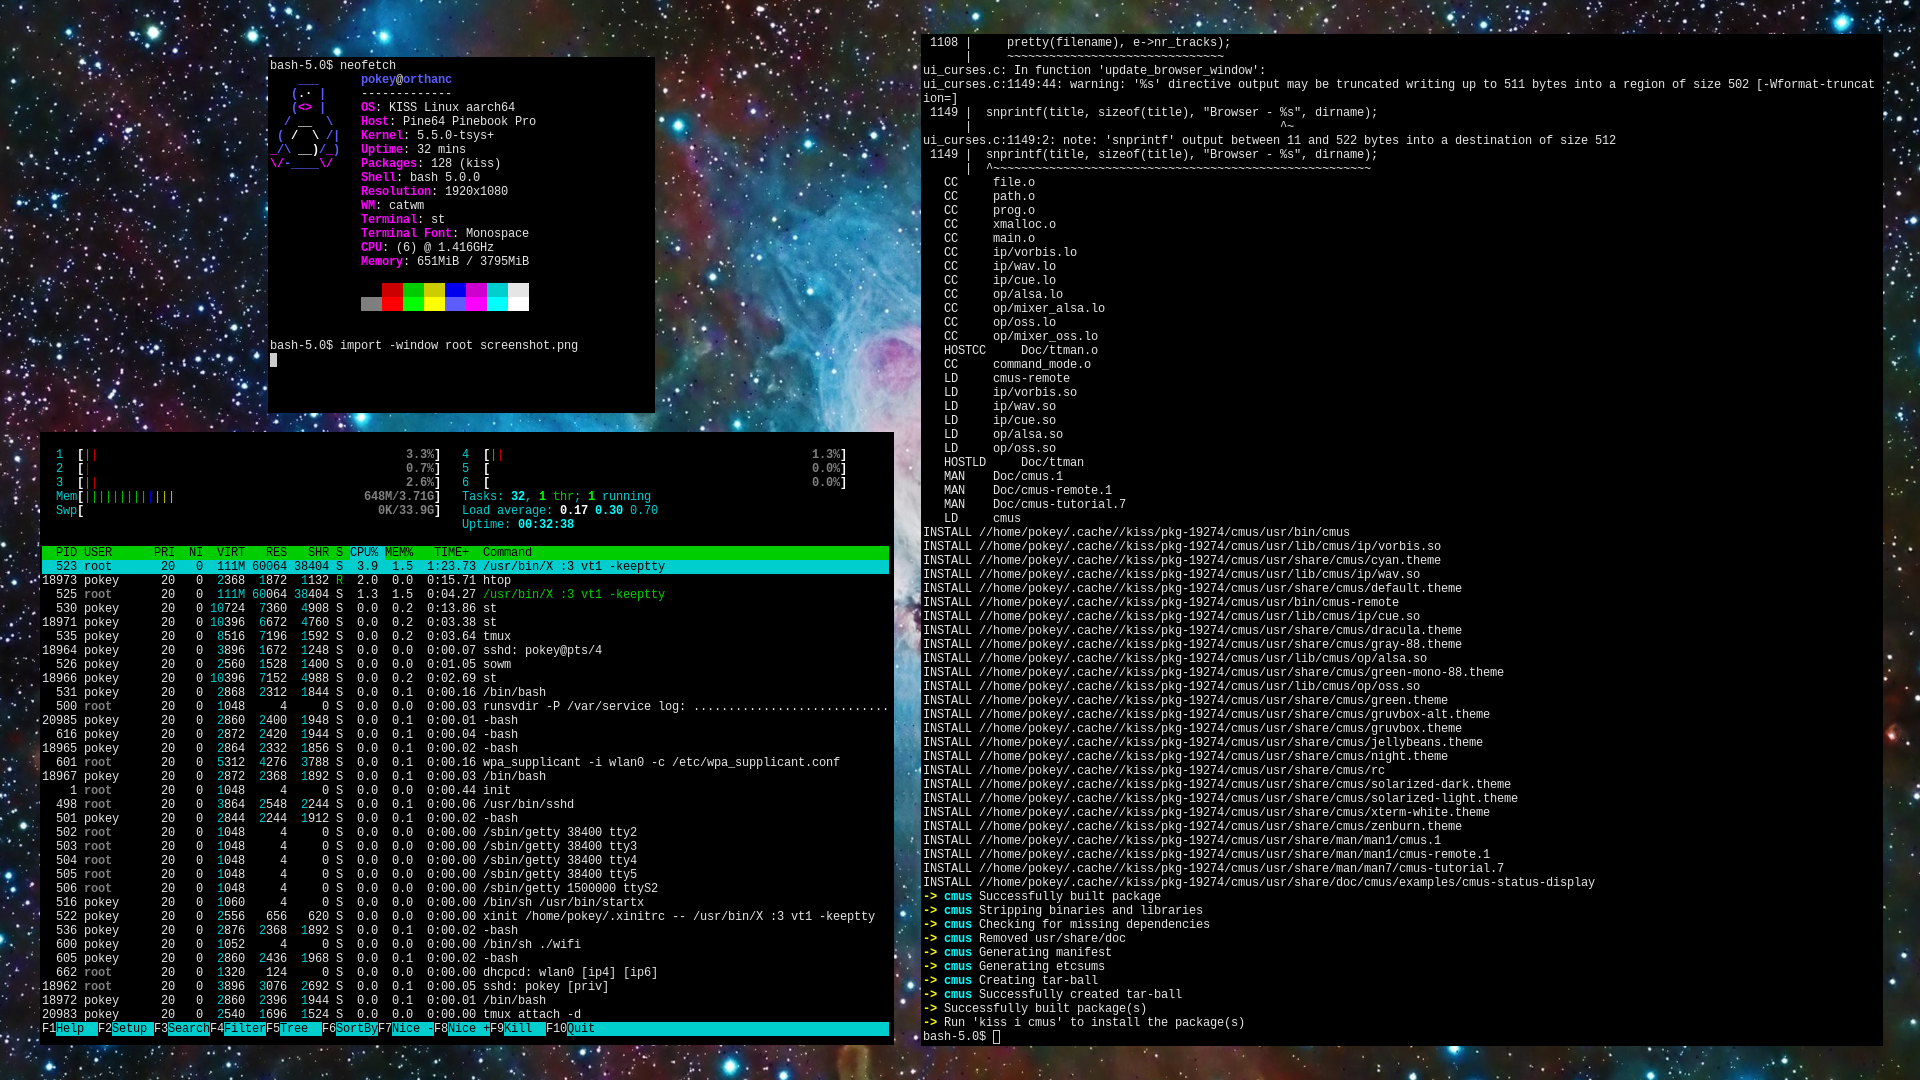 bash-5.0$ neofetch
pokey@orthanc
-------------
OS: KISS Linux aarch64
Host: Pine64 Pinebook Pro
Kernel: 5.5.0-tsys+
Uptime: 32 mins
Packages: 128 (kiss)
Shell: bash 5.0.0
Resolution: 1920x1080
WM: catwm
Terminal: st
Terminal Font: Monospace
CPU: (6) @ 1.416GHz
Memory: 651MiB / 3795MiB
bash-5.0$ import -window root screenshot.png
1 [|| 3.3%] 4 [|| 1.3%]
2 [| 0.7%] 5 [ 0.0%]
3 [|| 2.6%] 6 [ 0.0%]
Mem[||||||||||||| 648M/3.71G] Tasks: 32, 1 thr; 1 running
Swp[ 0K/33.9G] Load average: 0.17 0.30 0.70
Uptime: 00:32:38
PID USER PRI NI VIRT RES SHR S CPU% MEM% TIME+ Command
523 root 20 0 111M 60064 38404 S 3.9 1.5 1:23.73 /usr/bin/X :3 vt1 -keeptty
18973 pokey 20 0 2368 1872 1132 R 2.0 0.0 0:15.71 htop
525 root 20 0 111M 60064 38404 S 1.3 1.5 0:04.27 /usr/bin/X :3 vt1 -keeptty
530 pokey 20 0 10724 7360 4908 S 0.0 0.2 0:13.86 st
18971 pokey 20 0 10396 6672 4760 S 0.0 0.2 0:03.38 st
535 pokey 20 0 8516 7196 1592 S 0.0 0.2 0:03.64 tmux
18964 pokey 20 0 3896 1672 1248 S 0.0 0.0 0:00.07 sshd: pokey@pts/4
526 pokey 20 0 2560 1528 1400 S 0.0 0.0 0:01.05 sowm
18966 pokey 20 0 10396 7152 4988 S 0.0 0.2 0:02.69 st
531 pokey 20 0 2868 2312 1844 S 0.0 0.1 0:00.16 /bin/bash
500 root 20 0 1048 4 0 S 0.0 0.0 0:00.03 runsvdir -P /var/service log: ............................
20985 pokey 20 0 2860 2400 1948 S 0.0 0.1 0:00.01 -bash
616 pokey 20 0 2872 2420 1944 S 0.0 0.1 0:00.04 -bash
18965 pokey 20 0 2864 2332 1856 S 0.0 0.1 0:00.02 -bash
601 root 20 0 5312 4276 3788 S 0.0 0.1 0:00.16 wpa_supplicant -i wlan0 -c /etc/wpa_supplicant.conf
18967 pokey 20 0 2872 2368 1892 S 0.0 0.1 0:00.03 /bin/bash
1 root 20 0 1048 4 0 S 0.0 0.0 0:00.44 init
498 root 20 0 3864 2548 2244 S 0.0 0.1 0:00.06 /usr/bin/sshd
501 pokey 20 0 2844 2244 1912 S 0.0 0.1 0:00.02 -bash
502 root 20 0 1048 4 0 S 0.0 0.0 0:00.00 /sbin/getty 38400 tty2
503 root 20 0 1048 4 0 S 0.0 0.0 0:00.00 /sbin/getty 38400 tty3
504 root 20 0 1048 4 0 S 0.0 0.0 0:00.00 /sbin/getty 38400 tty4
505 root 20 0 1048 4 0 S 0.0 0.0 0:00.00 /sbin/getty 38400 tty5
506 root 20 0 1048 4 0 S 0.0 0.0 0:00.00 /sbin/getty 1500000 ttyS2
516 pokey 20 0 1060 4 0 S 0.0 0.0 0:00.00 /bin/sh /usr/bin/startx
522 pokey 20 0 2556 656 620 S 0.0 0.0 0:00.00 xinit /home/pokey/.xinitrc -- /usr/bin/X :3 vt1 -keeptty
536 pokey 20 0 2876 2368 1892 S 0.0 0.1 0:00.02 -bash
600 pokey 20 0 1052 4 0 S 0.0 0.0 0:00.00 /bin/sh ./wifi
605 pokey 20 0 2860 2436 1968 S 0.0 0.1 0:00.02 -bash
662 root 20 0 1320 124 0 S 0.0 0.0 0:00.00 dhcpcd: wlan0 [ip4] [ip6]
18962 root 20 0 3896 3076 2692 S 0.0 0.1 0:00.05 sshd: pokey [priv]
18972 pokey 20 0 2860 2396 1944 S 0.0 0.1 0:00.01 /bin/bash
20983 pokey 20 0 2540 1696 1524 S 0.0 0.0 0:00.00 tmux attach -d
F1Help F2Setup F3SearchF4FilterF5Tree F6SortByF7Nice -F8Nice +F9Kill F10Quit
1108 | pretty(filename), e->nr_tracks);
| ~~~~~~~~~~~~~~~~~~~~~~~~~~~~~~~
ui_curses.c: In function 'update_browser_window':
ui_curses.c:1149:44: warning: '%s' directive output may be truncated writing up to 511 bytes into a region of size 502 [-Wformat-truncat
ion=]
1149 | snprintf(title, sizeof(title), "Browser - %s", dirname);
| ^~
ui_curses.c:1149:2: note: 'snprintf' output between 11 and 522 bytes into a destination of size 512
1149 | snprintf(title, sizeof(title), "Browser - %s", dirname);
| ^~~~~~~~~~~~~~~~~~~~~~~~~~~~~~~~~~~~~~~~~~~~~~~~~~~~~~~
CC file.o
CC path.o
CC prog.o
CC xmalloc.o
CC main.o
CC ip/vorbis.lo
CC ip/wav.lo
CC ip/cue.lo
CC op/alsa.lo
CC op/mixer_alsa.lo
CC op/oss.lo
CC op/mixer_oss.lo
HOSTCC Doc/ttman.o
CC command_mode.o
LD cmus-remote
LD ip/vorbis.so
LD ip/wav.so
LD ip/cue.so
LD op/alsa.so
LD op/oss.so
HOSTLD Doc/ttman
MAN Doc/cmus.1
MAN Doc/cmus-remote.1
MAN Doc/cmus-tutorial.7
LD cmus
INSTALL //home/pokey/.cache//kiss/pkg-19274/cmus/usr/bin/cmus
INSTALL //home/pokey/.cache//kiss/pkg-19274/cmus/usr/lib/cmus/ip/vorbis.so
INSTALL //home/pokey/.cache//kiss/pkg-19274/cmus/usr/share/cmus/cyan.theme
INSTALL //home/pokey/.cache//kiss/pkg-19274/cmus/usr/lib/cmus/ip/wav.so
INSTALL //home/pokey/.cache//kiss/pkg-19274/cmus/usr/share/cmus/default.theme
INSTALL //home/pokey/.cache//kiss/pkg-19274/cmus/usr/bin/cmus-remote
INSTALL //home/pokey/.cache//kiss/pkg-19274/cmus/usr/lib/cmus/ip/cue.so
INSTALL //home/pokey/.cache//kiss/pkg-19274/cmus/usr/share/cmus/dracula.theme
INSTALL //home/pokey/.cache//kiss/pkg-19274/cmus/usr/share/cmus/gray-88.theme
INSTALL //home/pokey/.cache//kiss/pkg-19274/cmus/usr/lib/cmus/op/alsa.so
INSTALL //home/pokey/.cache//kiss/pkg-19274/cmus/usr/share/cmus/green-mono-88.theme
INSTALL //home/pokey/.cache//kiss/pkg-19274/cmus/usr/lib/cmus/op/oss.so
INSTALL //home/pokey/.cache//kiss/pkg-19274/cmus/usr/share/cmus/green.theme
INSTALL //home/pokey/.cache//kiss/pkg-19274/cmus/usr/share/cmus/gruvbox-alt.theme
INSTALL //home/pokey/.cache//kiss/pkg-19274/cmus/usr/share/cmus/gruvbox.theme
INSTALL //home/pokey/.cache//kiss/pkg-19274/cmus/usr/share/cmus/jellybeans.theme
INSTALL //home/pokey/.cache//kiss/pkg-19274/cmus/usr/share/cmus/night.theme
INSTALL //home/pokey/.cache//kiss/pkg-19274/cmus/usr/share/cmus/rc
INSTALL //home/pokey/.cache//kiss/pkg-19274/cmus/usr/share/cmus/solarized-dark.theme
INSTALL //home/pokey/.cache//kiss/pkg-19274/cmus/usr/share/cmus/solarized-light.theme
INSTALL //home/pokey/.cache//kiss/pkg-19274/cmus/usr/share/cmus/xterm-white.theme
INSTALL //home/pokey/.cache//kiss/pkg-19274/cmus/usr/share/cmus/zenburn.theme
INSTALL //home/pokey/.cache//kiss/pkg-19274/cmus/usr/share/man/man1/cmus.1
INSTALL //home/pokey/.cache//kiss/pkg-19274/cmus/usr/share/man/man1/cmus-remote.1
INSTALL //home/pokey/.cache//kiss/pkg-19274/cmus/usr/share/man/man7/cmus-tutorial.7
INSTALL //home/pokey/.cache//kiss/pkg-19274/cmus/usr/share/doc/cmus/examples/cmus-status-display
-> cmus Successfully built package
-> cmus Stripping binaries and libraries
-> cmus Checking for missing dependencies
-> cmus Removed usr/share/doc
-> cmus Generating manifest
-> cmus Generating etcsums
-> cmus Creating tar-ball
-> cmus Successfully created tar-ball
-> Successfully built package(s)
-> Run 'kiss i cmus' to install the package(s)
bash-5.0$